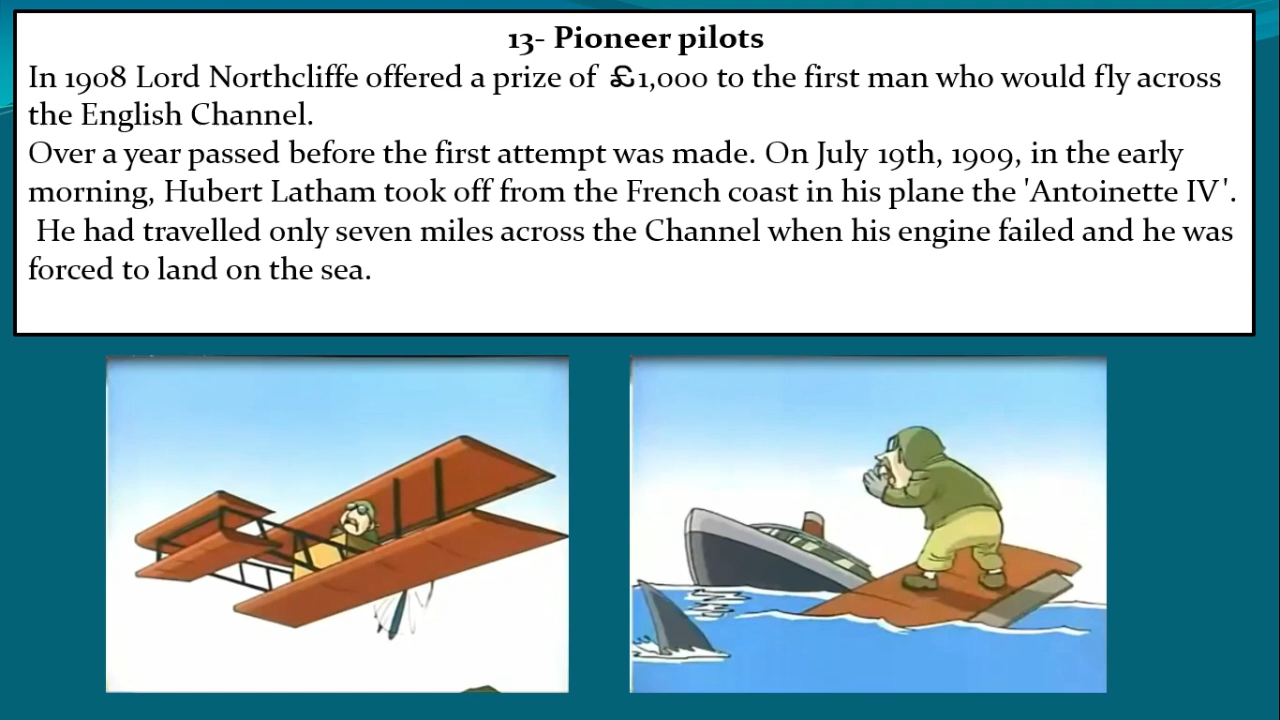 13- Pioneer pilots
In 1908 Lord Northcliffe offered a prize of £1,000 to the first man who would fly across
the English Channel.
Over a year passed before the first attempt was made. On July 19th, 1909, in the early
morning, Hubert Latham took off from the French coast in his plane the 'Antoinette IV'.
He had travelled only seven miles across the Channel when his engine failed and he was
forced to land on the sea.